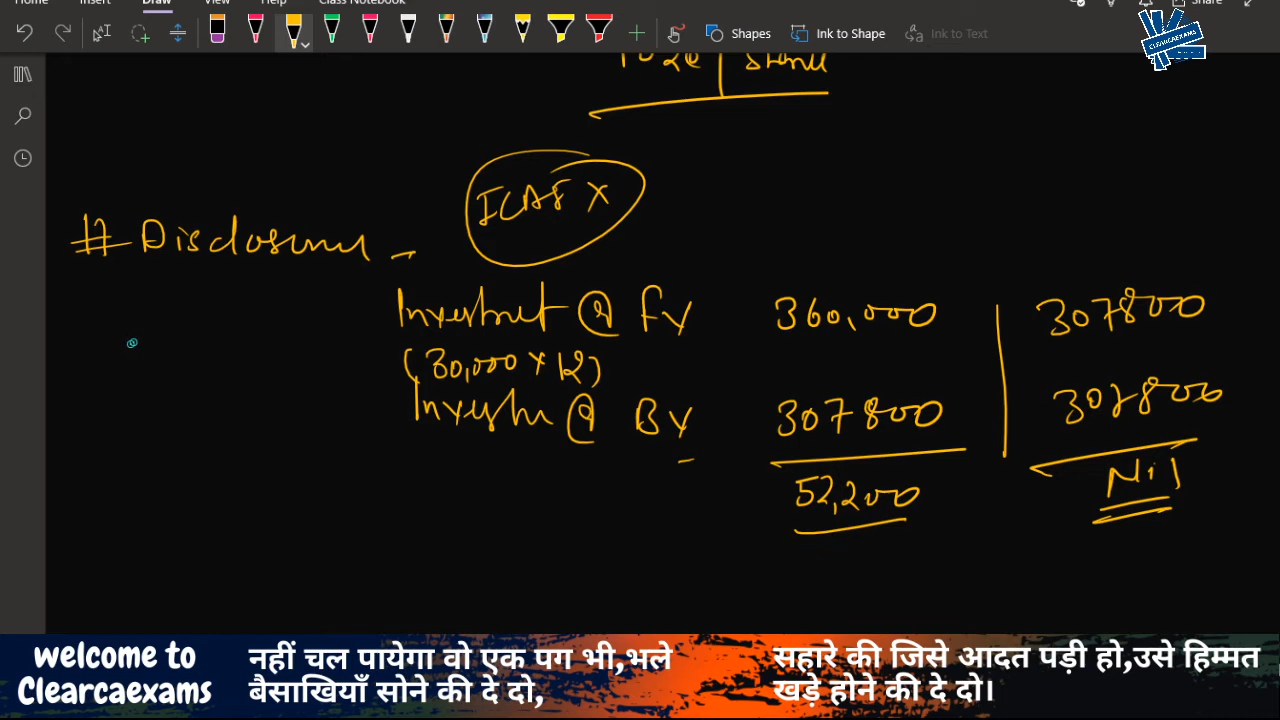 Home Insert Draw View Class Notebook Share
Shapes Ink to Shape Ink to Text
CLEARCAEXAMS
ICAI X
# Disclosure -
Investment @ FV 360,000 307800
(30,000 x 12)
Investm @ BV 307800 307800
52,200 Nil
welcome to
Clearcaexams
नहीं चल पायेगा वो एक पग भी,भले
बैसाखियाँ सोने की दे दो,
सहारे की जिसे आदत पड़ी हो,उसे हिम्मत
खड़े होने की दे दो।